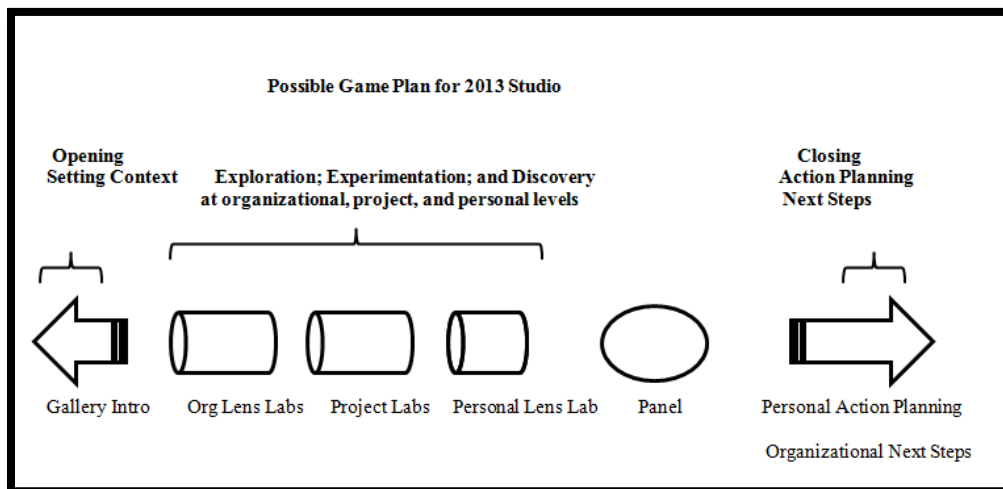 Possible Game Plan for 2013 Studio
Opening
Setting Context
Exploration; Experimentation; and Discovery
at organizational, project, and personal levels
Closing
Action Planning
Next Steps
Gallery Intro
Org Lens Labs
Project Labs
Personal Lens Lab
Panel
Personal Action Planning
Organizational Next Steps